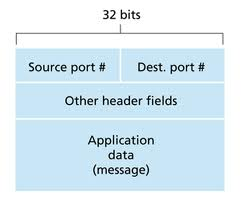 32 bits
Source port #
Dest. port #
Other header fields
Application
data
(message)